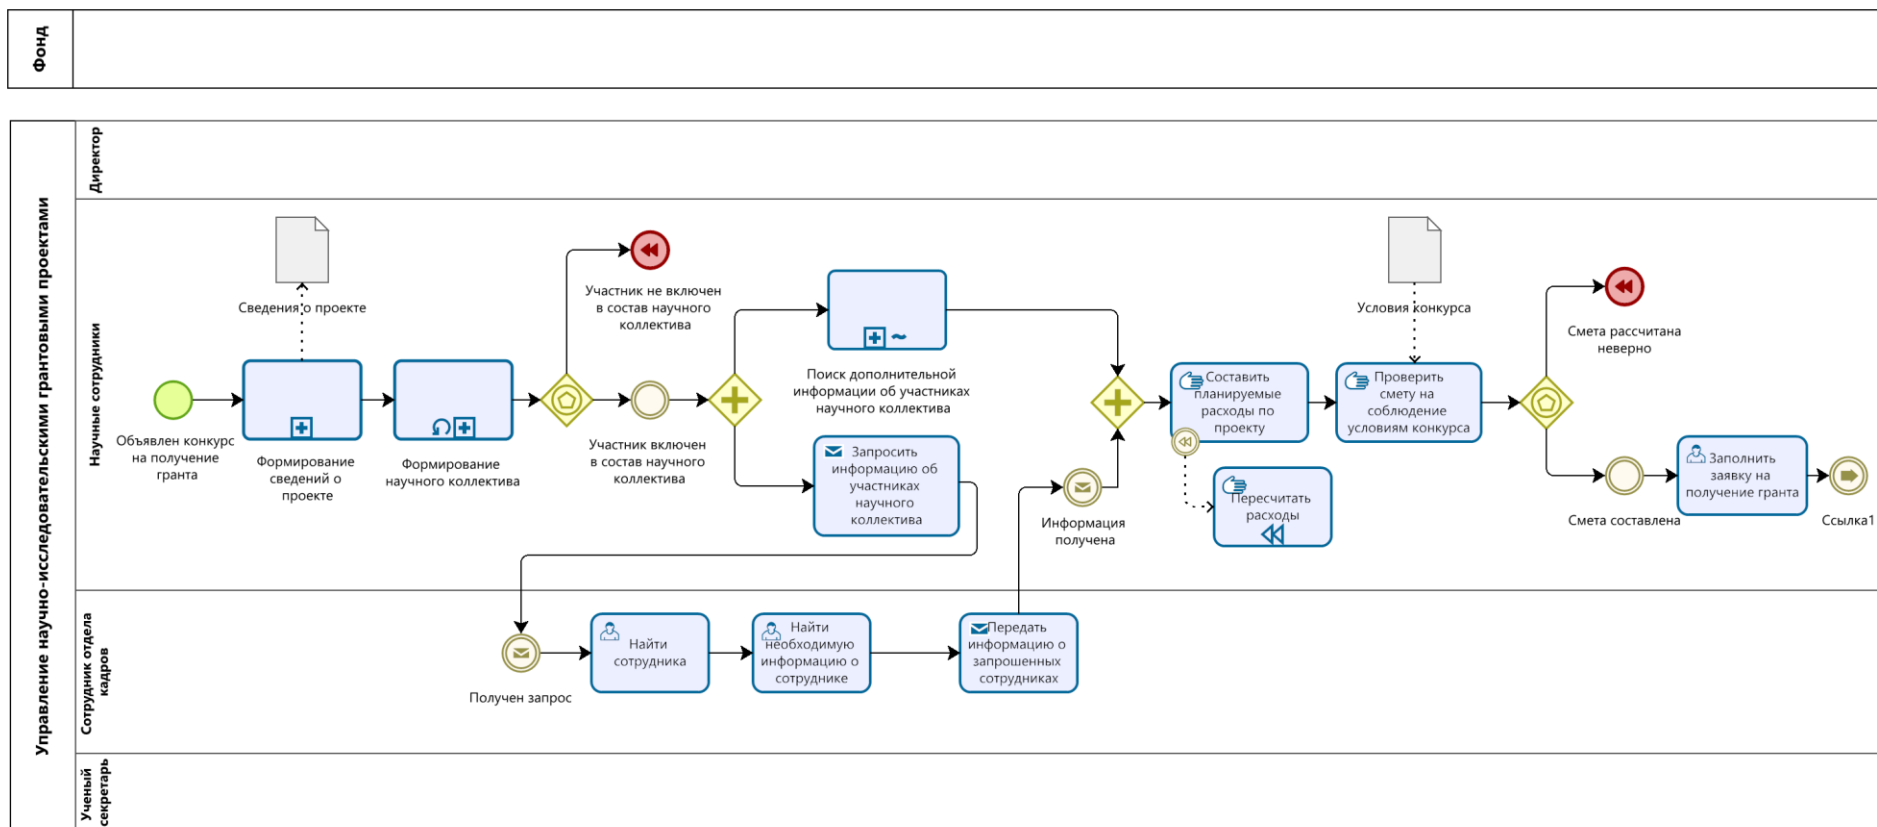 Фонд
Управление научно-исследовательскими грантовыми проектами
Директор
Научные сотрудники
Объявлен конкурс
на получение
гранта
Сведения о проекте
Формирование
сведений о
проекте
Формирование
научного коллектива
Участник не включен
в состав научного
коллектива
Участник включен
в состав научного
коллектива
Поиск дополнительной
информации об участниках
научного коллектива
Запросить
информацию об
участниках
научного
коллектива
Информация
получена
Составить
планируемые
расходы по
проекту
Пересчитать
расходы
Условия конкурса
Проверить
смету на
соблюдение
условиям конкурса
Смета рассчитана
неверно
Смета составлена
Заполнить
заявку на
получение гранта
Ссылка1
Сотрудник отдела
кадров
Получен запрос
Найти
сотрудника
Найти
необходимую
информацию о
сотруднике
Передать
информацию о
запрошенных
сотрудниках
Ученый
секретарь